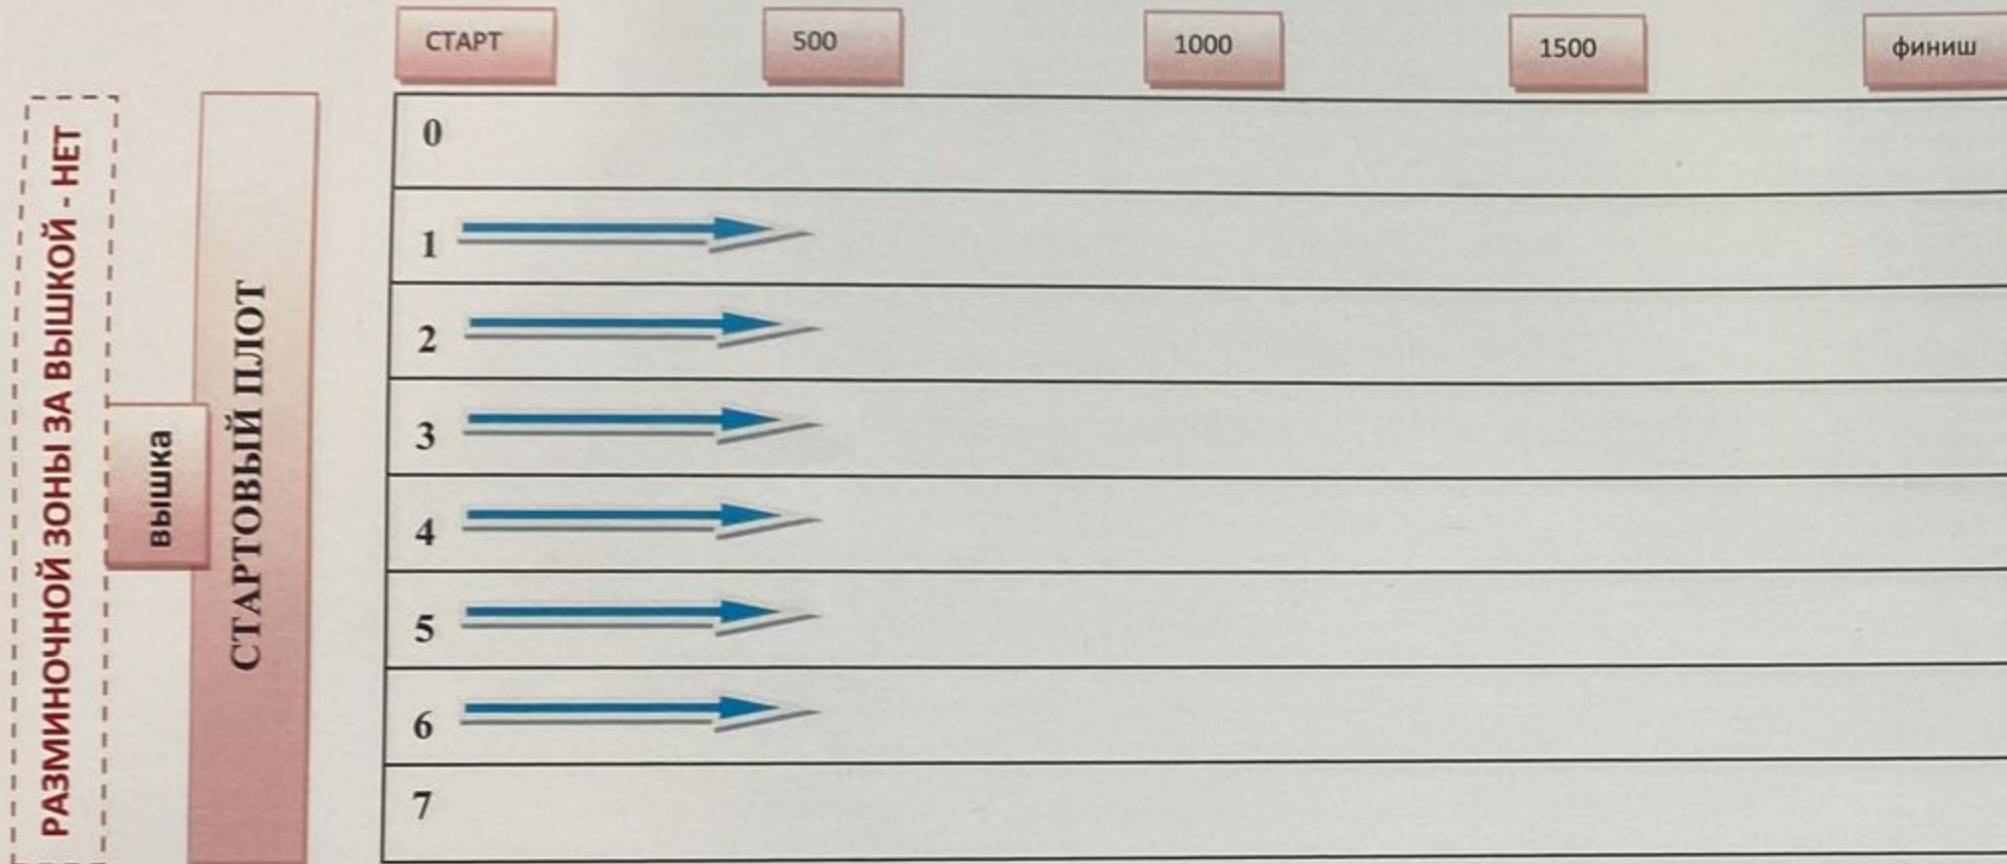 СТАРТ
500
1000
1500
финиш
РАЗМИНОЧНОЙ ЗОНЫ ЗА ВЫШКОЙ - НЕТ
вышка
СТАРТОВЫЙ ПЛОТ
0
1
2
3
4
5
6
7